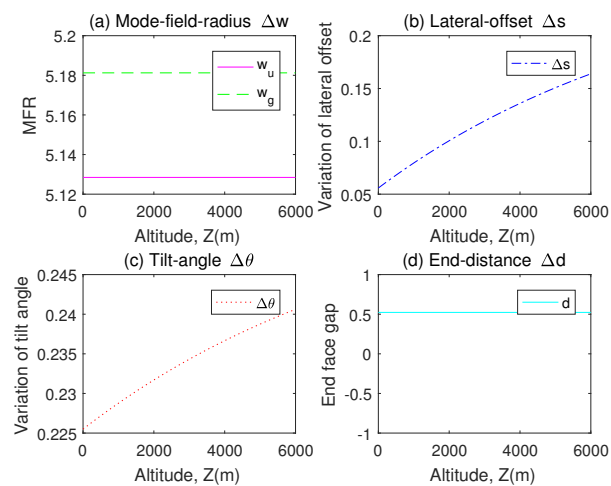 (a) Mode-field-radius Δw
5.2
5.18
5.16
5.14
5.12
MFR
w_u
w_g
0 2000 4000 6000
Altitude, Z(m)
(b) Lateral-offset Δs
0.2
0.15
0.1
0.05
Variation of lateral offset
Δs
0 2000 4000 6000
Altitude, Z(m)
(c) Tilt-angle Δθ
0.245
0.24
0.235
0.23
0.225
Variation of tilt angle
Δθ
0 2000 4000 6000
Altitude, Z(m)
(d) End-distance Δd
1
0.5
0
-0.5
-1
End face gap
d
0 2000 4000 6000
Altitude, Z(m)